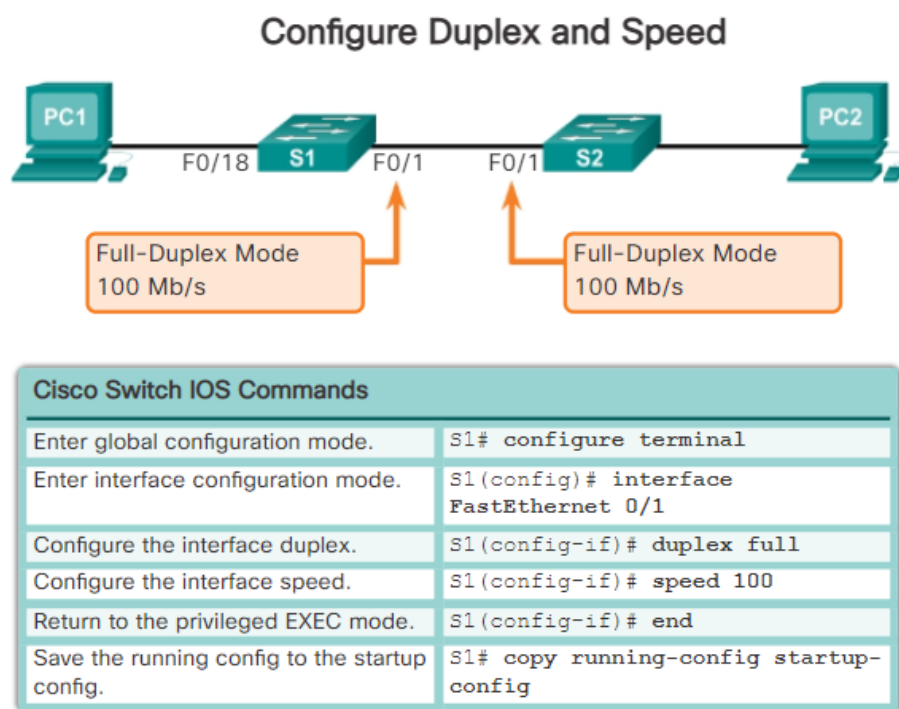 Configure Duplex and Speed
PC1
PC2
F0/18
S1
F0/1
F0/1
S2
Full-Duplex Mode
100 Mb/s
Full-Duplex Mode
100 Mb/s
Cisco Switch IOS Commands
Enter global configuration mode.
S1# configure terminal
Enter interface configuration mode.
S1(config)# interface
FastEthernet 0/1
Configure the interface duplex.
S1(config-if)# duplex full
Configure the interface speed.
S1(config-if)# speed 100
Return to the privileged EXEC mode.
S1(config-if)# end
Save the running config to the startup
config.
S1# copy running-config startup-
config